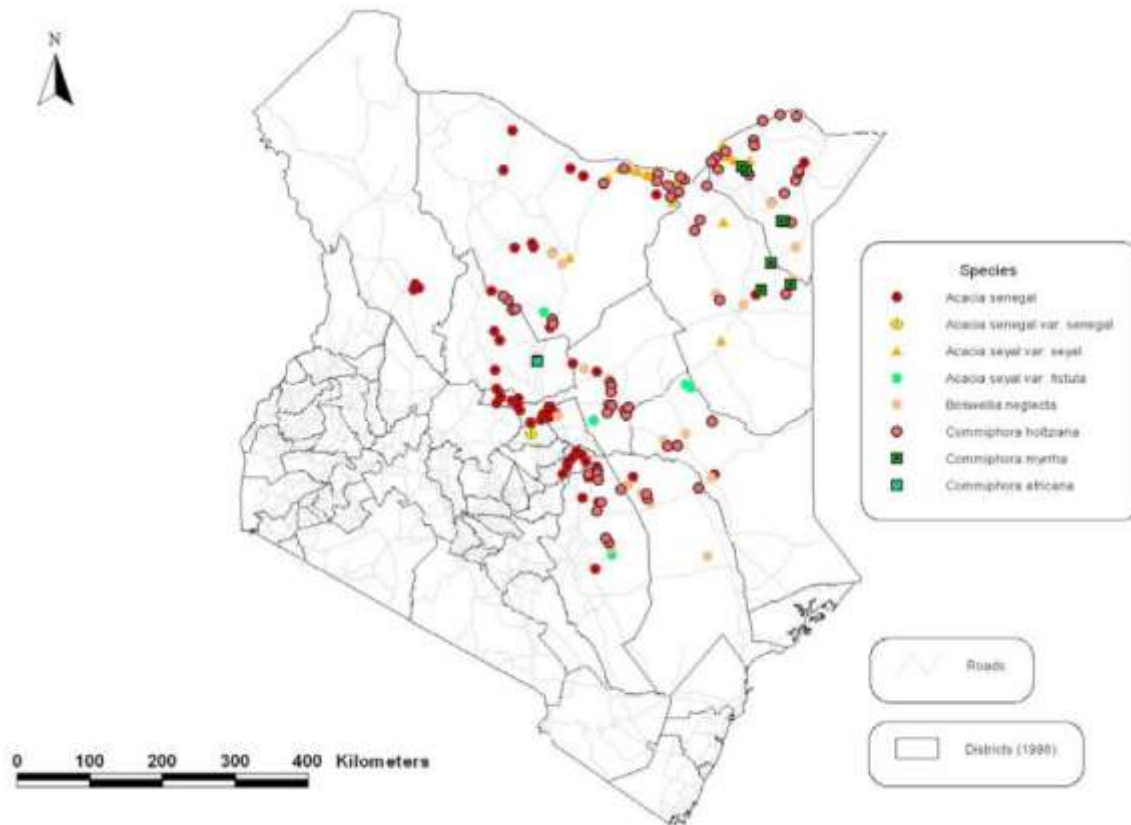 N
Species
Acacia senegal
Acacia senegal var. senegal
Acacia seyal var. seyal
Acacia seyal var. fistula
Boswellia neglecta
Commiphora holtziana
Commiphora myrrha
Commiphora africana
Roads
Districts (1998)
0 100 200 300 400 Kilometers